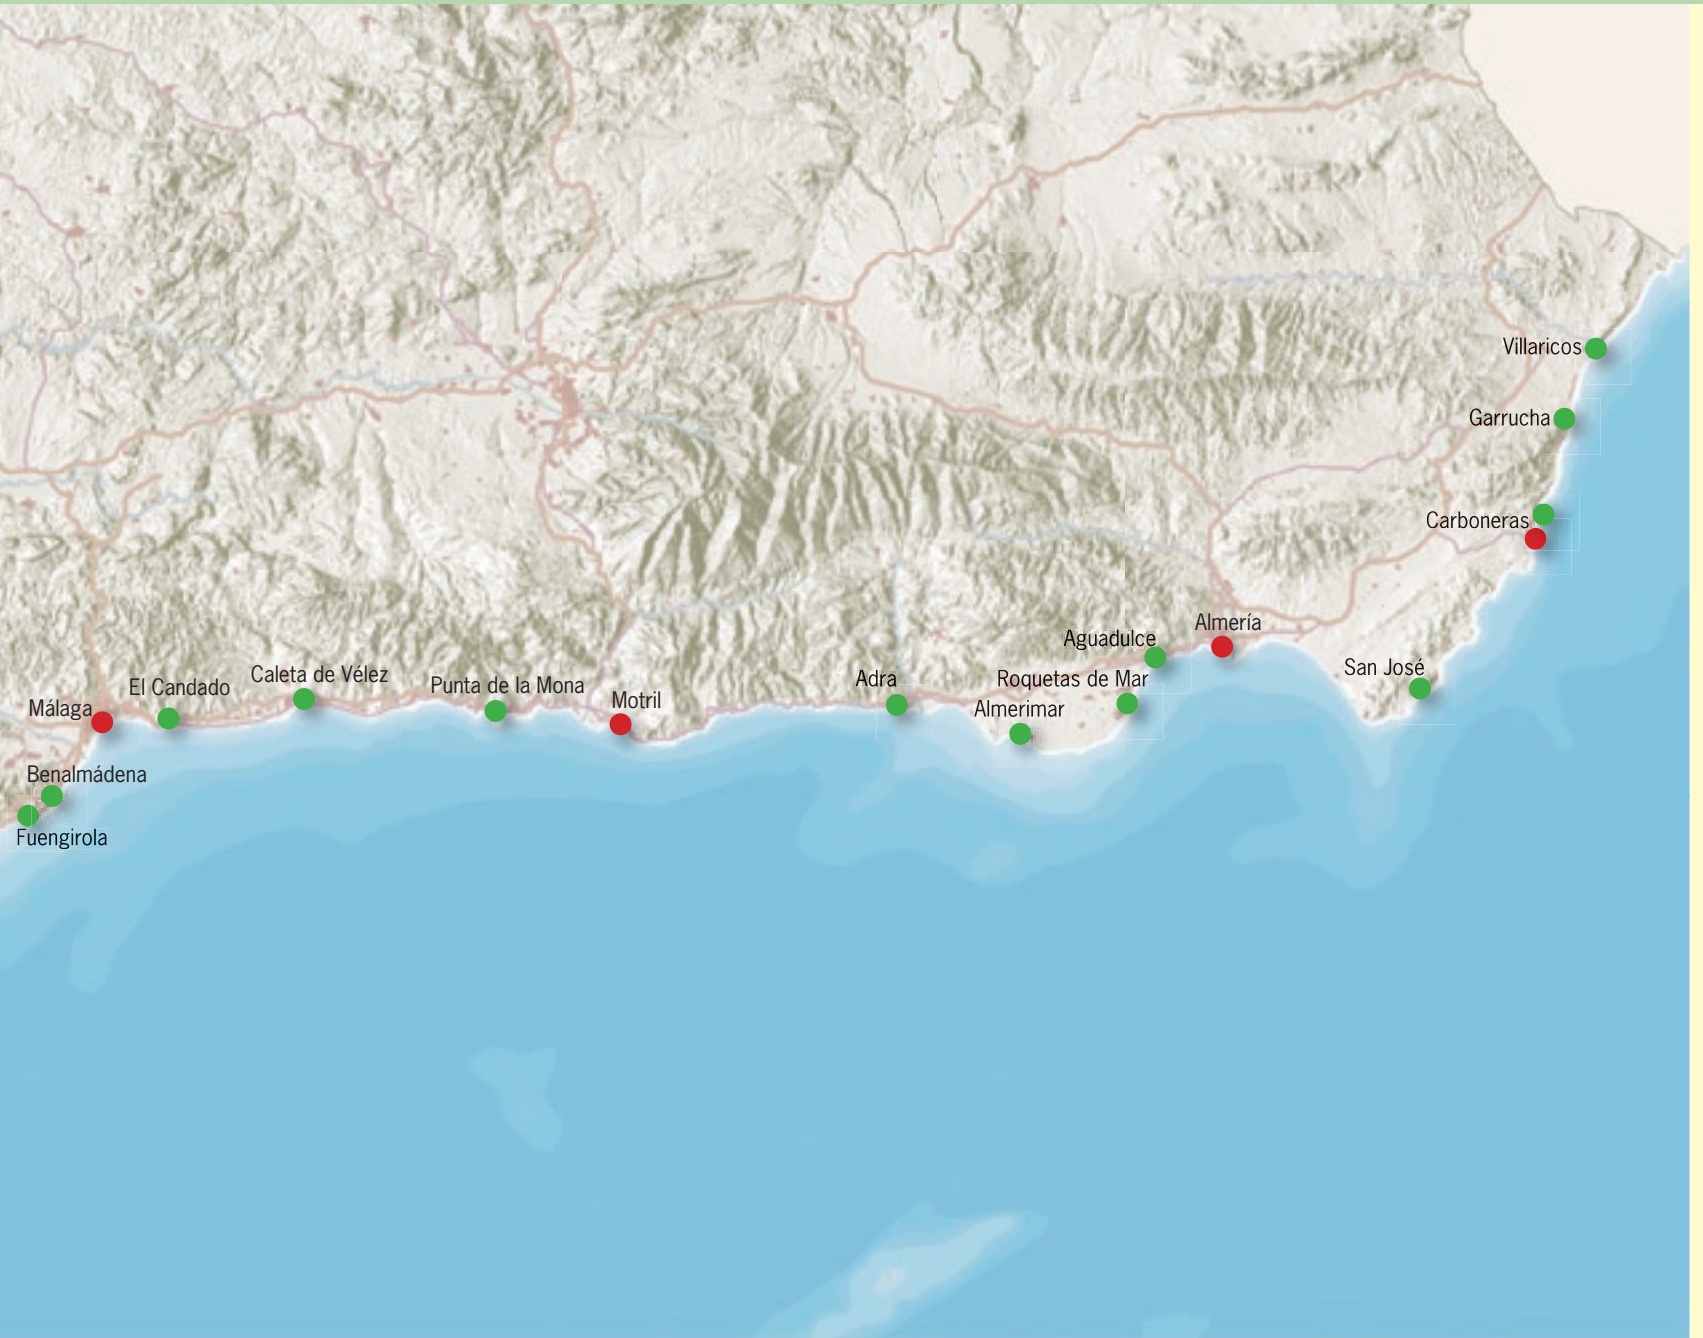 Villaricos
Garrucha
Carboneras
Almería
Aguadulce
San José
Caleta de Vélez
Roquetas de Mar
Adra
Punta de la Mona
El Candado
Motril
Málaga
Almerimar
Benalmádena
Fuengirola